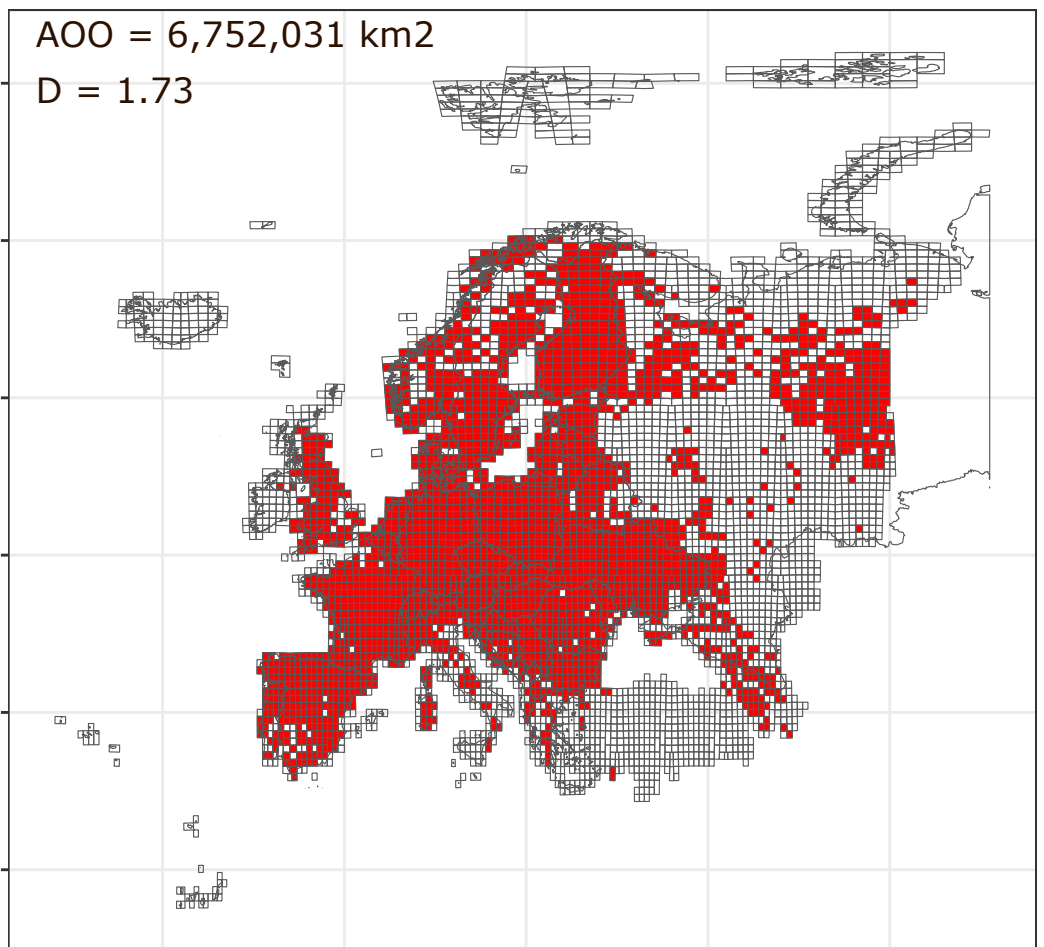 AOO = 6,752,031 km2
D = 1.73